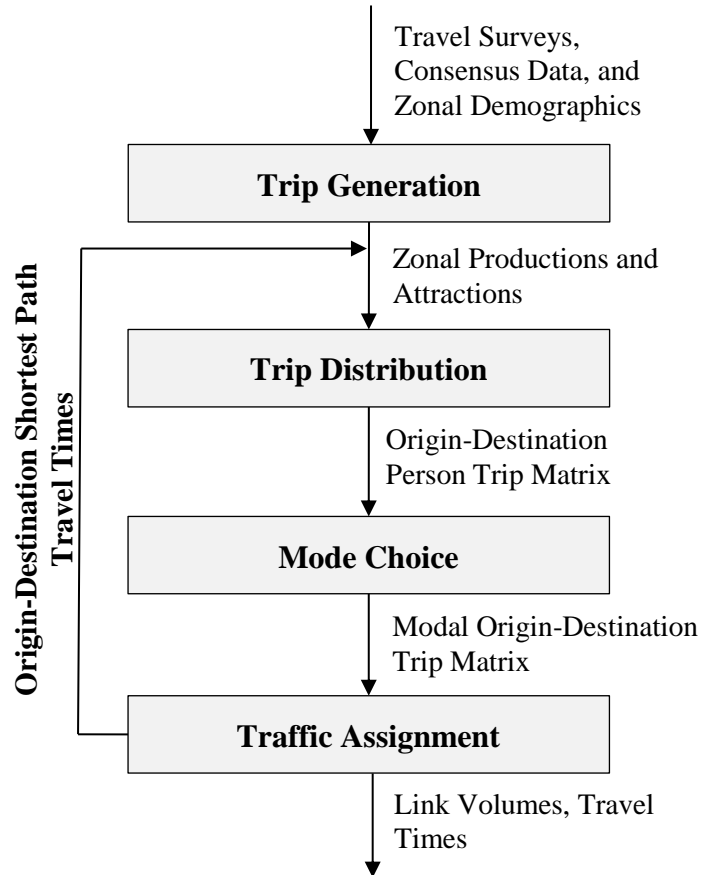 Travel Surveys,
Consensus Data, and
Zonal Demographics
Trip Generation
Zonal Productions and
Attractions
Trip Distribution
Origin-Destination
Person Trip Matrix
Mode Choice
Modal Origin-Destination
Trip Matrix
Traffic Assignment
Link Volumes, Travel
Times
Origin-Destination Shortest Path
Travel Times